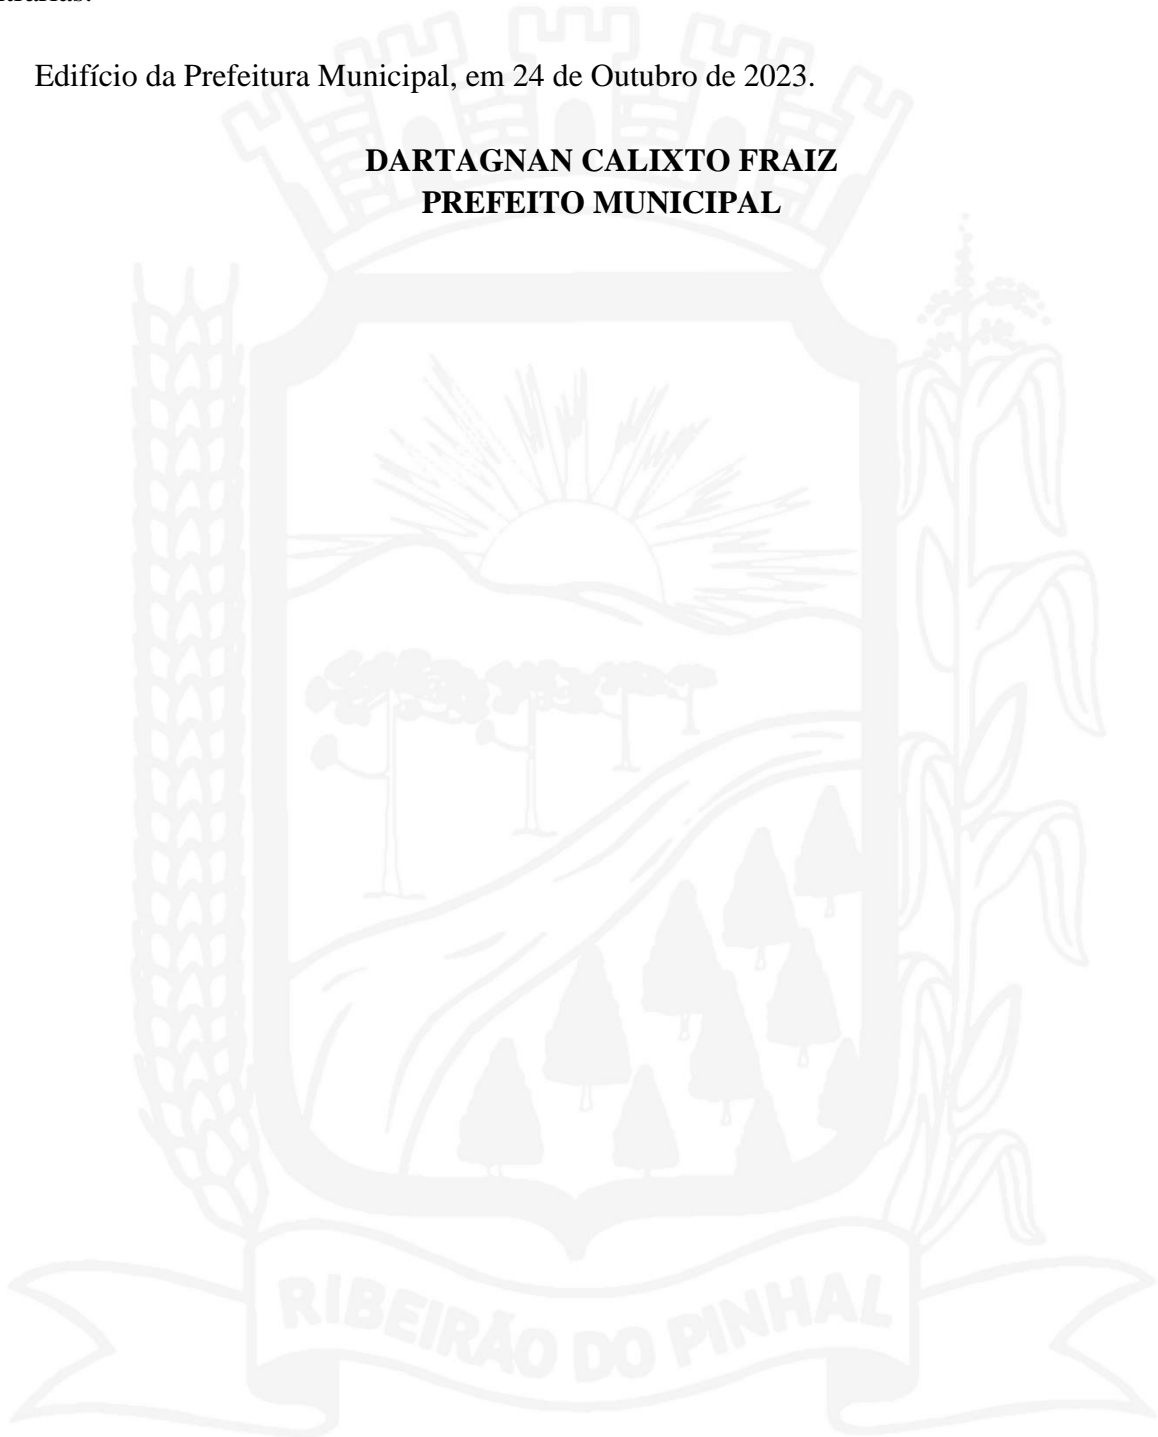 Edifício da Prefeitura Municipal, em 24 de Outubro de 2023.
DARTAGNAN CALIXTO FRAIZ
PREFEITO MUNICIPAL
RIBEIRÃO DO PINHAL